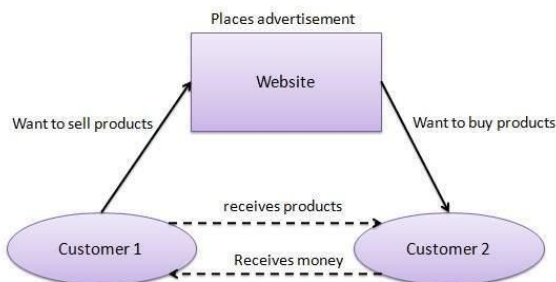 Places advertisement
Website
Want to sell products
Want to buy products
receives products
Customer 1
Customer 2
Receives money